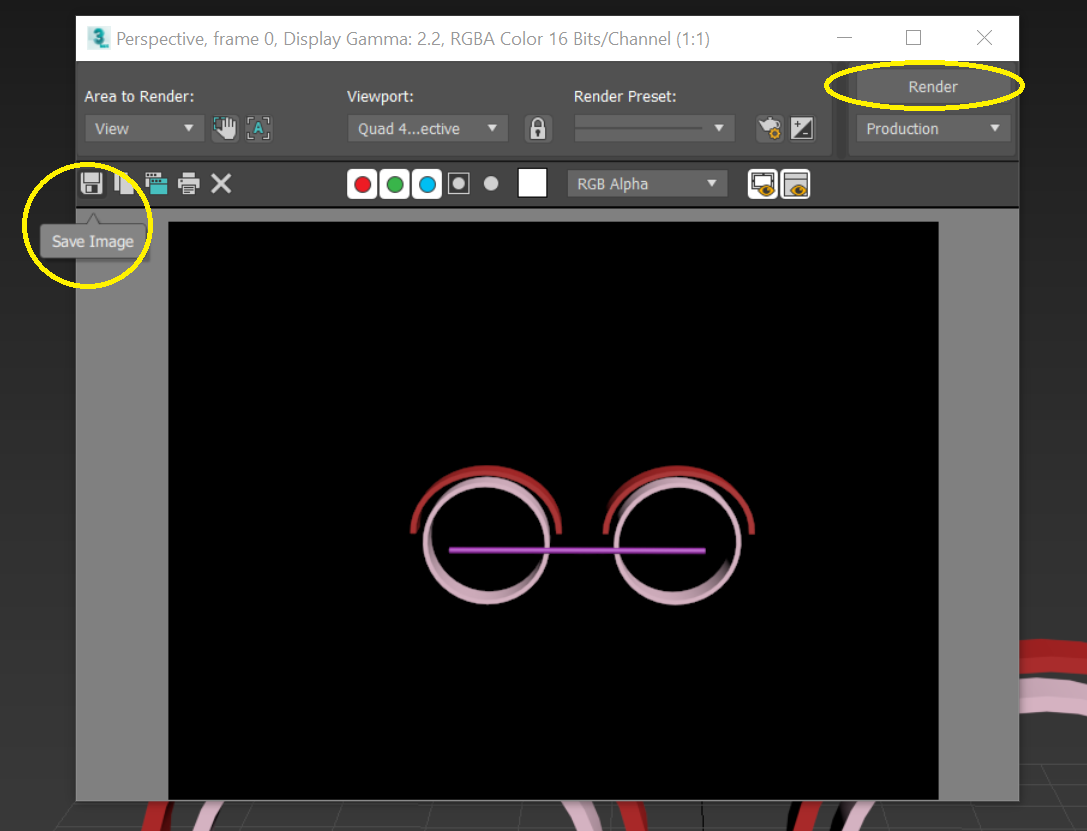 Perspective, frame 0, Display Gamma: 2.2, RGBA Color 16 Bits/Channel (1:1)
Area to Render:
Viewport:
Render Preset:
Render
View
A
Quad 4...ective
Production
RGB Alpha
Save Image